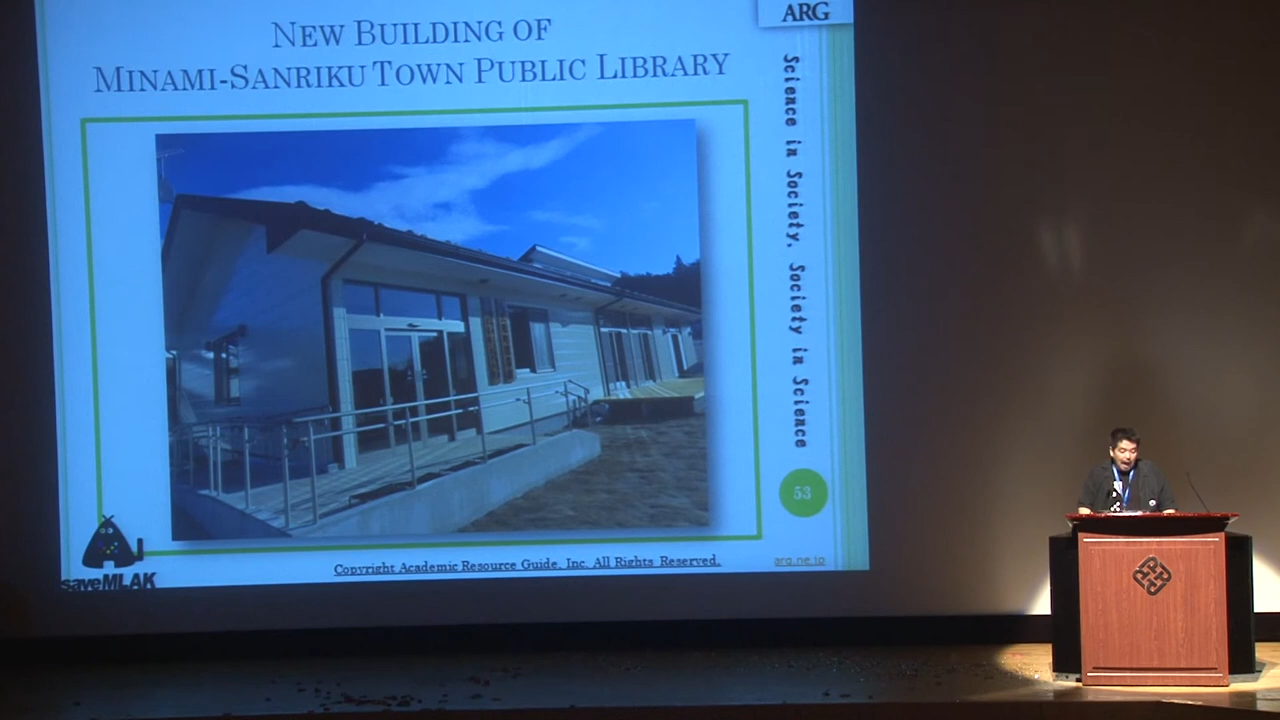 NEW BUILDING OF
MINAMI-SANRIKU TOWN PUBLIC LIBRARY
ARG
Science in Society, Society in Science
53
saveMLAK
Copyright Academic Resource Guide, Inc. All Rights Reserved.
arg.ne.jp